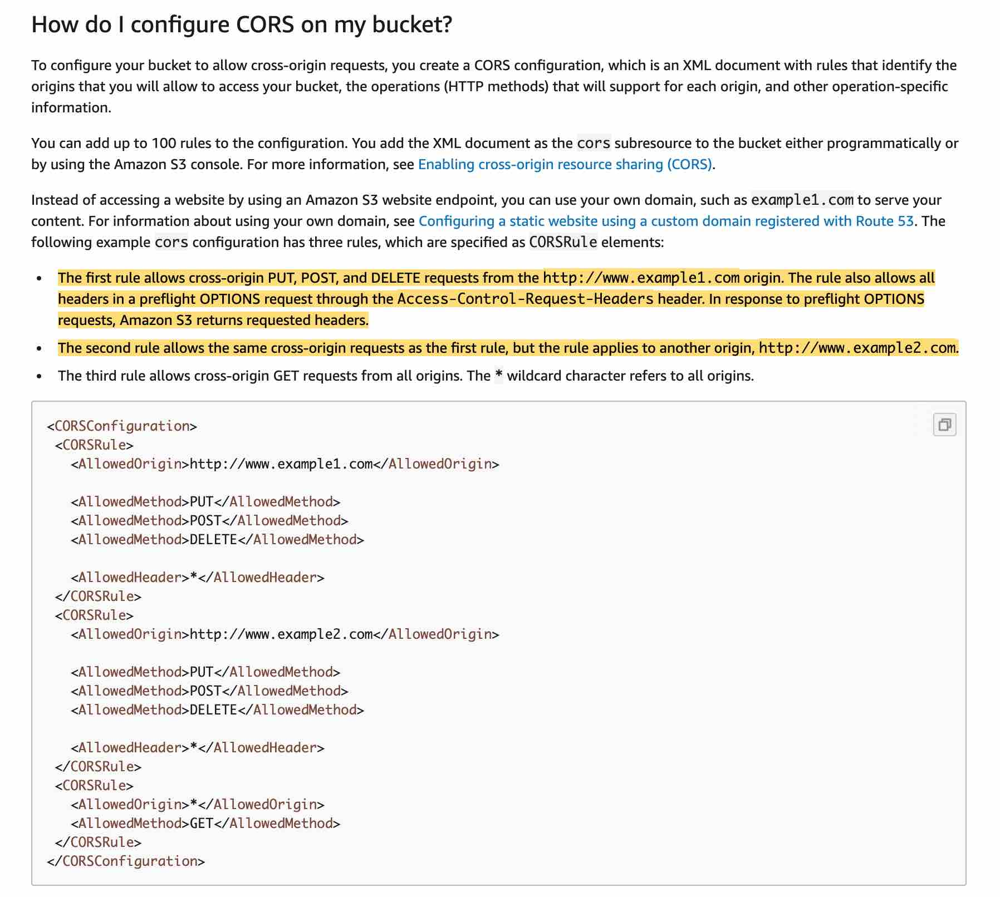 How do I configure CORS on my bucket?
To configure your bucket to allow cross-origin requests, you create a CORS configuration, which is an XML document with rules that identify the
origins that you will allow to access your bucket, the operations (HTTP methods) that will support for each origin, and other operation-specific
information.
You can add up to 100 rules to the configuration. You add the XML document as the cors subresource to the bucket either programmatically or
by using the Amazon S3 console. For more information, see Enabling cross-origin resource sharing (CORS).
Instead of accessing a website by using an Amazon S3 website endpoint, you can use your own domain, such as example1.com to serve your
content. For information about using your own domain, see Configuring a static website using a custom domain registered with Route 53. The
following example cors configuration has three rules, which are specified as CORSRule elements:
• The first rule allows cross-origin PUT, POST, and DELETE requests from the http://www.example1.com origin. The rule also allows all
headers in a preflight OPTIONS request through the Access-Control-Request-Headers header. In response to preflight OPTIONS
requests, Amazon S3 returns requested headers.
• The second rule allows the same cross-origin requests as the first rule, but the rule applies to another origin, http://www.example2.com.
• The third rule allows cross-origin GET requests from all origins. The * wildcard character refers to all origins.
<CORSConfiguration>
 <CORSRule>
   <AllowedOrigin>http://www.example1.com</AllowedOrigin>

   <AllowedMethod>PUT</AllowedMethod>
   <AllowedMethod>POST</AllowedMethod>
   <AllowedMethod>DELETE</AllowedMethod>

   <AllowedHeader>*</AllowedHeader>
 </CORSRule>
 <CORSRule>
   <AllowedOrigin>http://www.example2.com</AllowedOrigin>

   <AllowedMethod>PUT</AllowedMethod>
   <AllowedMethod>POST</AllowedMethod>
   <AllowedMethod>DELETE</AllowedMethod>

   <AllowedHeader>*</AllowedHeader>
 </CORSRule>
 <CORSRule>
   <AllowedOrigin>*</AllowedOrigin>
   <AllowedMethod>GET</AllowedMethod>
 </CORSRule>
</CORSConfiguration>